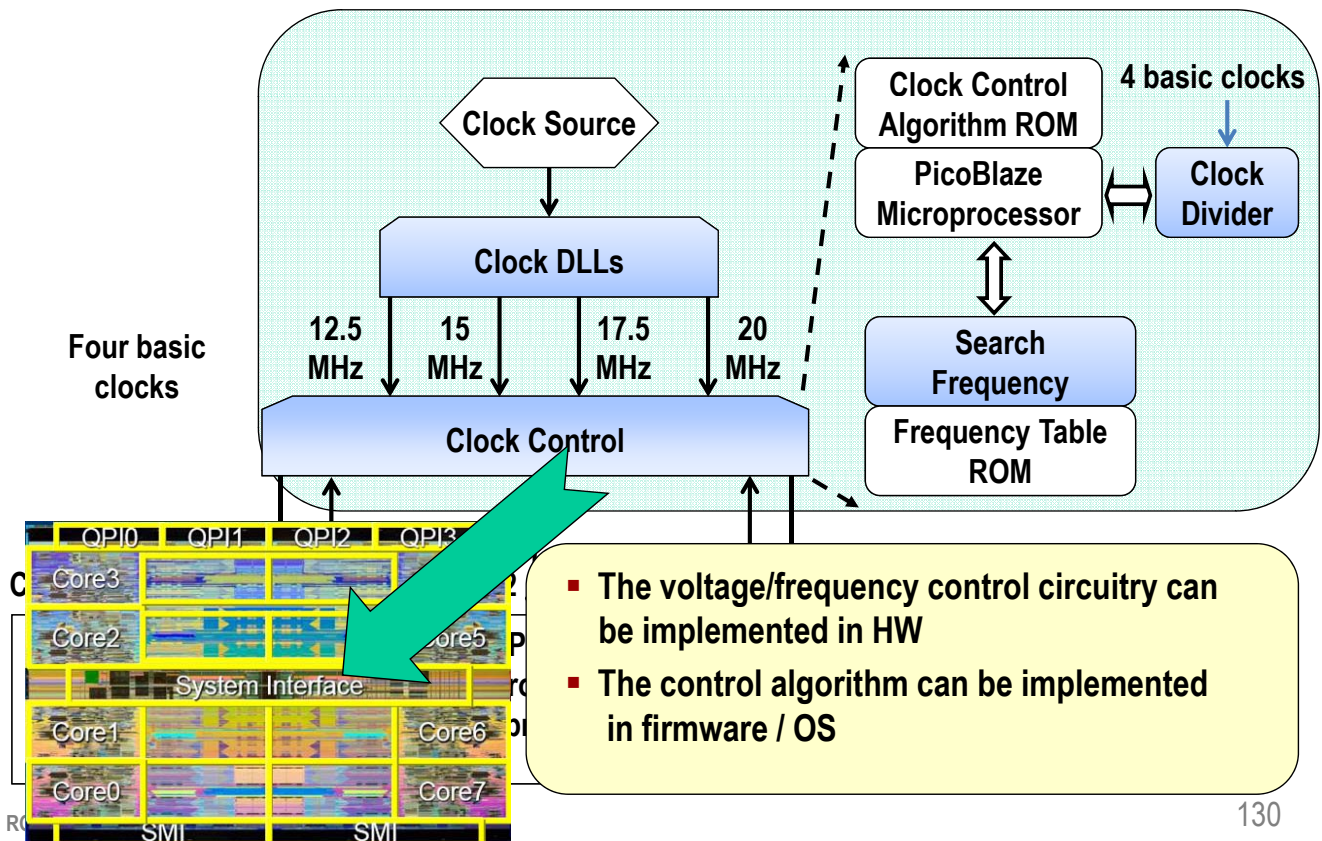 Clock Source
Clock DLLs
12.5
MHz
15
MHz
17.5
MHz
20
MHz
Four basic
clocks
Clock Control
Clock Control
Algorithm ROM
PicoBlaze
Microprocessor
4 basic clocks
Clock
Divider
Search
Frequency
Frequency Table
ROM
QPI0
QPI1
QPI2
QPI3
Core3
Core2
ore5
System Interface
Core1
Core6
Core0
Core7
SMI
SMI
▪ The voltage/frequency control circuitry can
be implemented in HW
▪ The control algorithm can be implemented
in firmware / OS
130